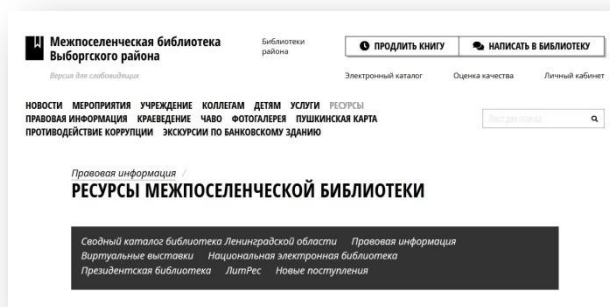 Межпоселенческая библиотека
Выборгского района
Библиотеки
района
ПРОДЛИТЬ КНИГУ
НАПИСАТЬ В БИБЛИОТЕКУ
Версия для слабовидящих
Электронный каталог Оценка качества Личный кабинет
НОВОСТИ МЕРОПРИЯТИЯ УЧРЕЖДЕНИЕ КОЛЛЕГАМ ДЕТЯМ УСЛУГИ РЕСУРСЫ
ПРАВОВАЯ ИНФОРМАЦИЯ КРАЕВЕДЕНИЕ ЧАВО ФОТОГАЛЕРЕЯ ПУШКИНСКАЯ КАРТА
ПРОТИВОДЕЙСТВИЕ КОРРУПЦИИ ЭКСКУРСИИ ПО БАНКОВСКОМУ ЗДАНИЮ
Правовая информация /
РЕСУРСЫ МЕЖПОСЕЛЕНЧЕСКОЙ БИБЛИОТЕКИ
Сводный каталог библиотека Ленинградской области Правовая информация
Виртуальные выставки Национальная электронная библиотека
Президентская библиотека ЛитРес Новые поступления